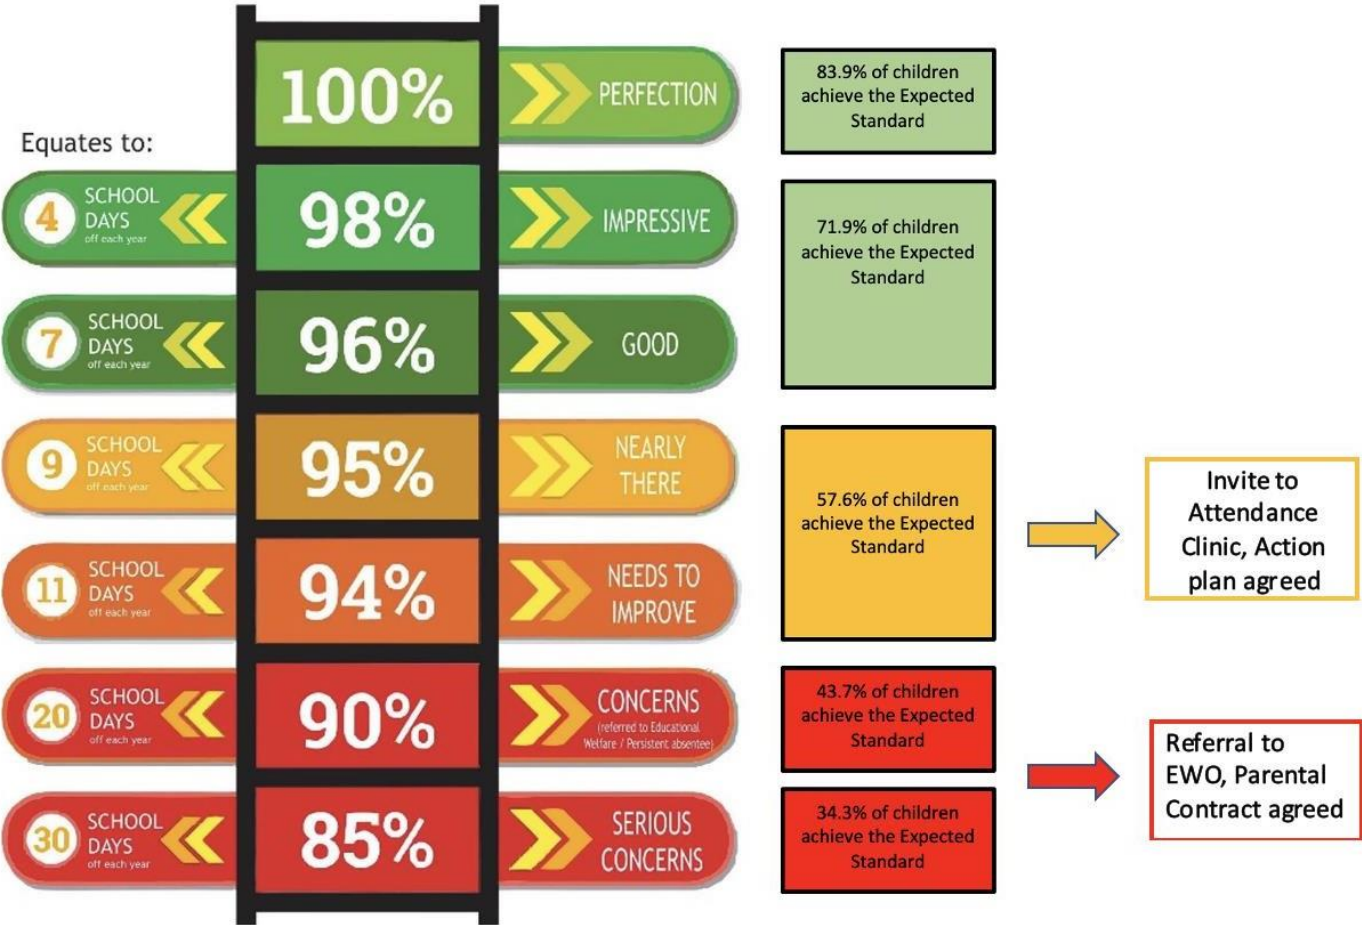 100%
PERFECTION
83.9% of children
achieve the Expected
Standard
Equates to:
4
SCHOOL
DAYS
off each year
98%
IMPRESSIVE
71.9% of children
achieve the Expected
Standard
7
SCHOOL
DAYS
off each year
96%
GOOD
9
SCHOOL
DAYS
off each year
95%
NEARLY
THERE
57.6% of children
achieve the Expected
Standard
Invite to
Attendance
Clinic, Action
plan agreed
11
SCHOOL
DAYS
off each year
94%
NEEDS TO
IMPROVE
20
SCHOOL
DAYS
off each year
90%
CONCERNS
(referred to Educational
Welfare / Persistent absentee)
43.7% of children
achieve the Expected
Standard
Referral to
EWO, Parental
Contract agreed
30
SCHOOL
DAYS
off each year
85%
SERIOUS
CONCERNS
34.3% of children
achieve the Expected
Standard